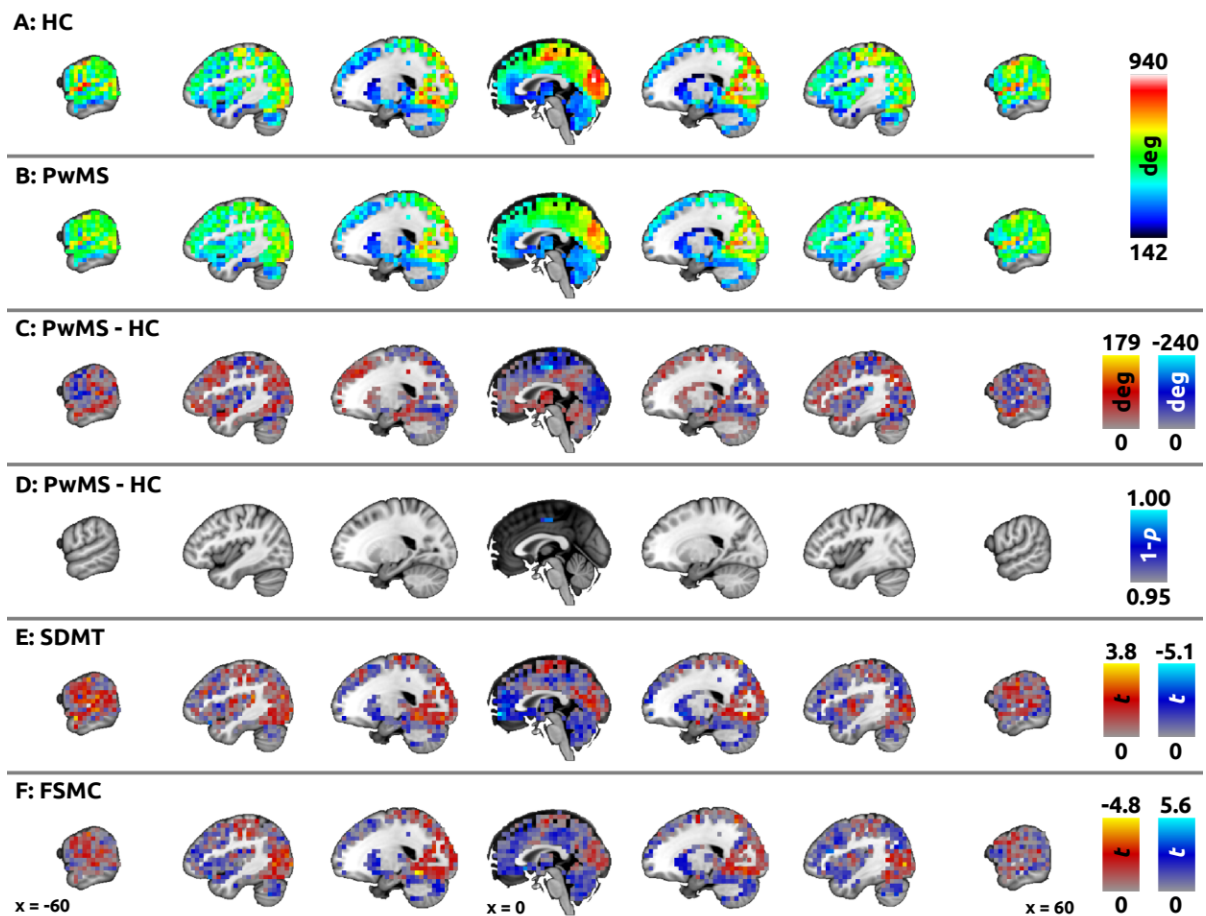 A: HC
940
deg
142
B: PwMS
C: PwMS - HC
179 -240
deg deg
0 0
D: PwMS - HC
1.00
1-p
0.95
E: SDMT
3.8 -5.1
t t
0 0
F: FSMC
-4.8 5.6
t t
0 0
x = -60 x = 0 x = 60